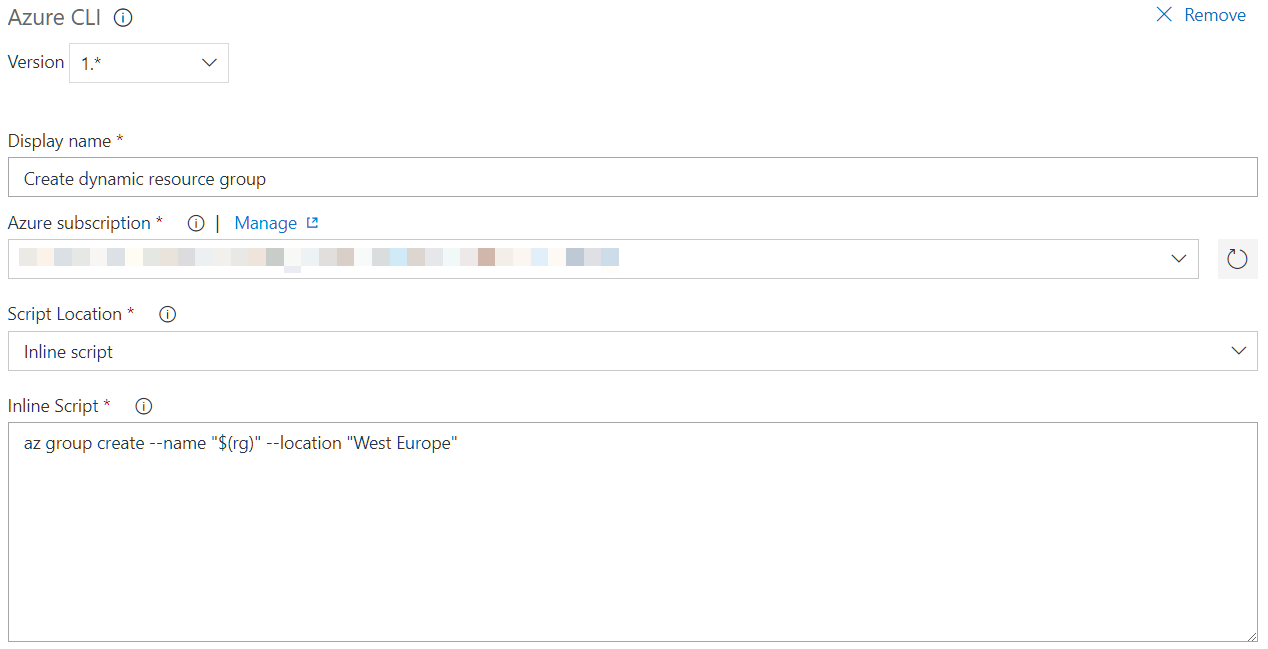 Azure CLI
Remove
Version 1.*
Display name *
Create dynamic resource group
Azure subscription * | Manage
Script Location *
Inline script
Inline Script *
az group create --name "$(rg)" --location "West Europe"